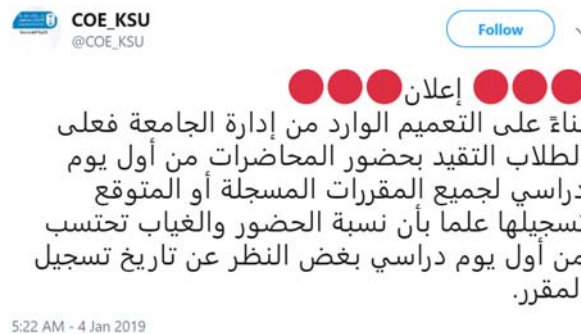 COE_KSU
@COE_KSU
Follow
إعلان
ناءً على التعميم الوارد من إدارة الجامعة فعلى
لطلاب التقيد بحضور المحاضرات من أول يوم
دراسي لجميع المقررات المسجلة أو المتوقع
تسجيلها علما بأن نسبة الحضور والغياب تحتسب
من أول يوم دراسي بغض النظر عن تاريخ تسجيل
لمقرر.
5:22 AM - 4 Jan 2019